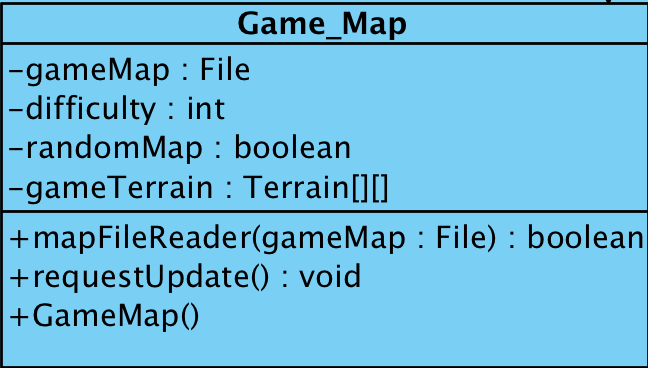 Game_Map
-gameMap : File
-difficulty : int
-randomMap : boolean
-gameTerrain : Terrain[][]
+mapFileReader(gameMap : File) : boolean
+requestUpdate() : void
+GameMap()